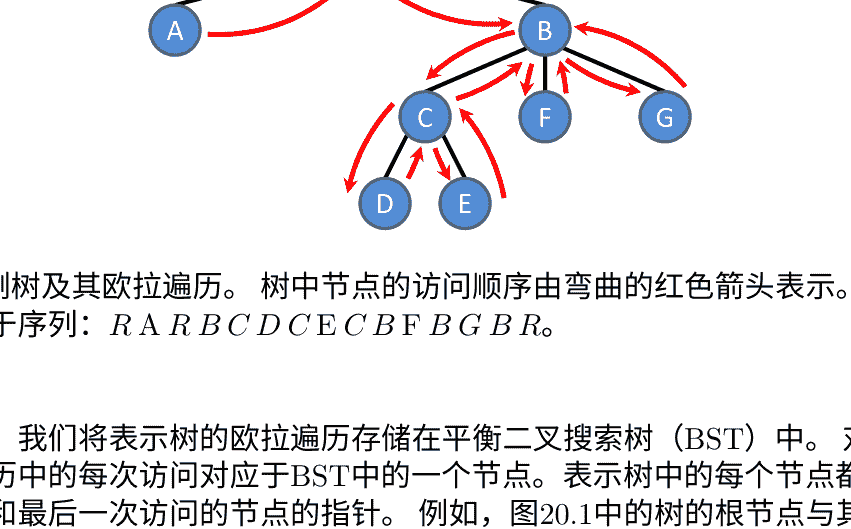 A
B
C
F
G
D
E
树及其欧拉遍历。 树中节点的访问顺序由弯曲的红色箭头表示。
于序列：R A R B C D C E C B F B G B R。
我们将表示树的欧拉遍历存储在平衡二叉搜索树（BST）中。
历中的每次访问对应于BST中的一个节点。表示树中的每个节点都
和最后一次访问的节点的指针。 例如，图20.1中的树的根节点与其